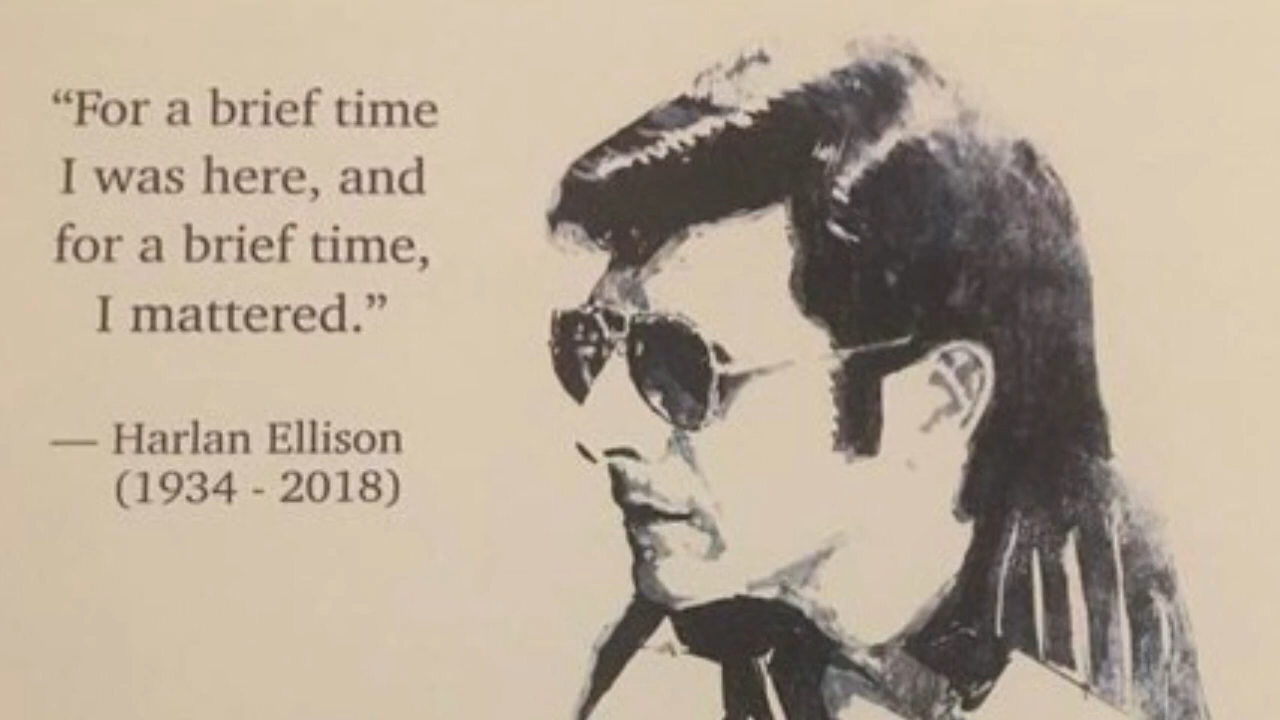 “For a brief time
I was here, and
for a brief time,
I mattered.”
— Harlan Ellison
(1934 - 2018)